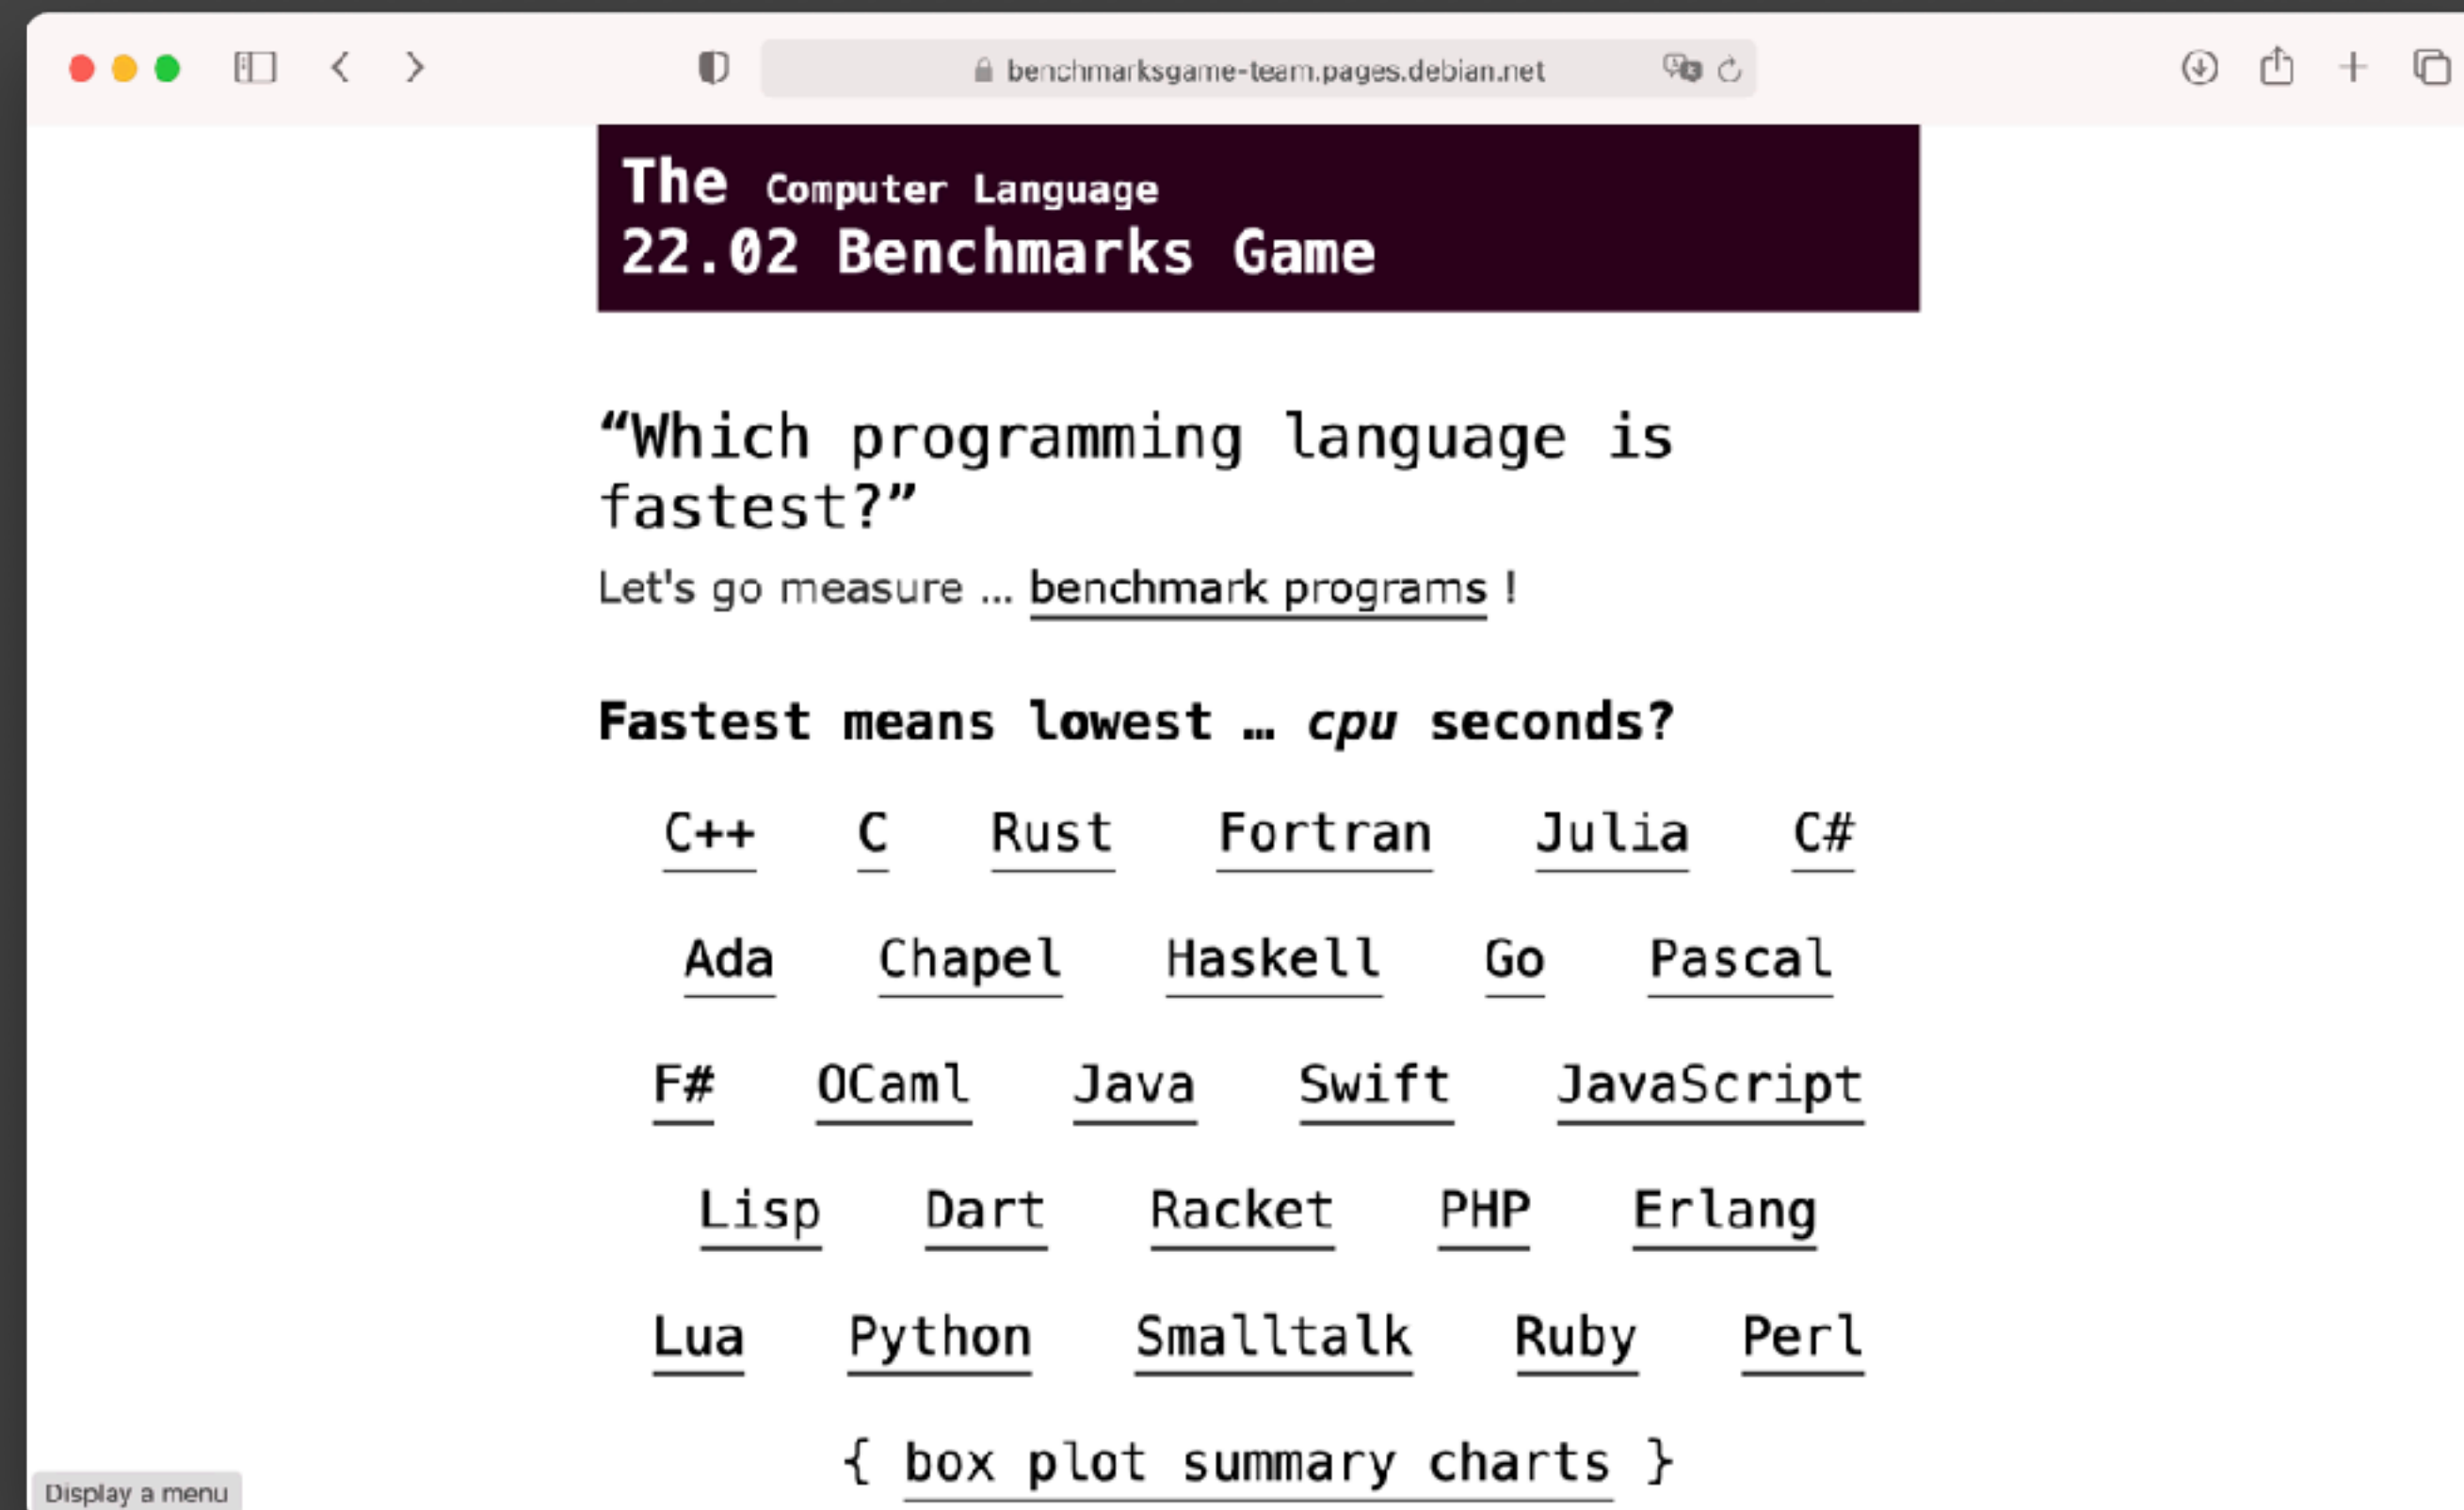 benchmarksgame-team.pages.debian.net
The Computer Language
22.02 Benchmarks Game
“Which programming language is
fastest?”
Let's go measure ... benchmark programs !
Fastest means lowest … cpu seconds?
C++ C Rust Fortran Julia C#
Ada Chapel Haskell Go Pascal
F# OCaml Java Swift JavaScript
Lisp Dart Racket PHP Erlang
Lua Python Smalltalk Ruby Perl
{ box plot summary charts }
Display a menu